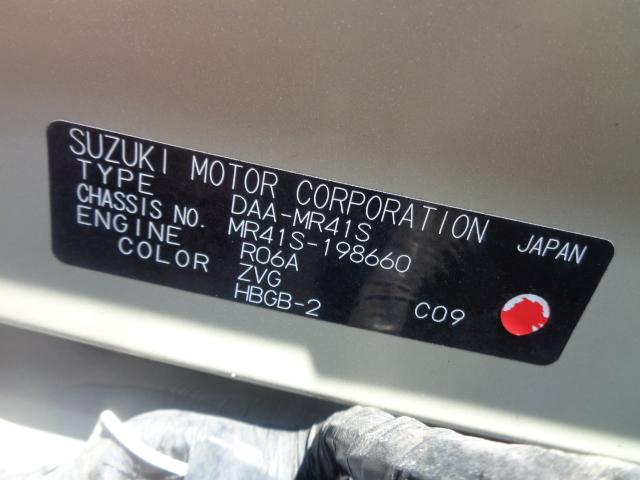 SUZUKI MOTOR CORPORATION JAPAN
TYPE DAA-MR41S
CHASSIS NO. MR41S-198660
ENGINE R06A
COLOR ZVG
HBGB-2 C09